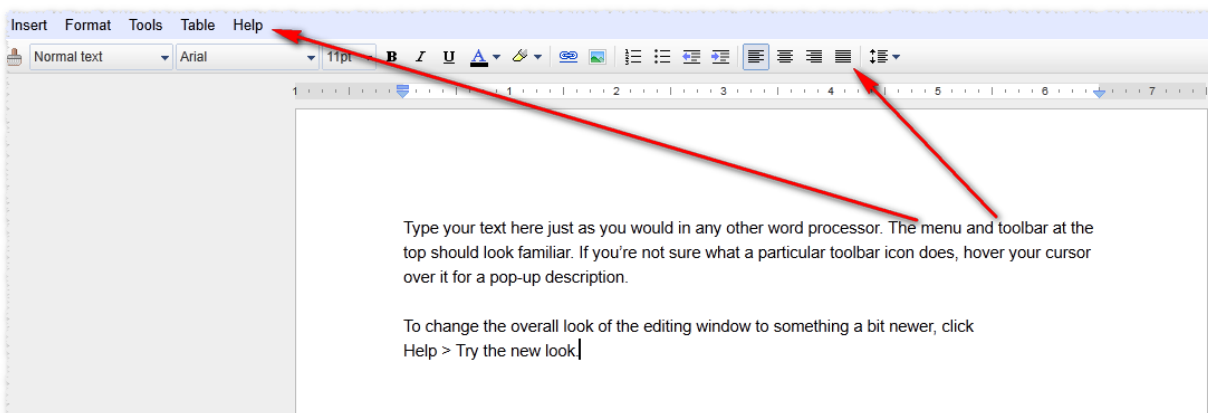 Insert Format Tools Table Help
Normal text Arial 11pt B I U A
1 1 2 3 4 5 6 7
Type your text here just as you would in any other word processor. The menu and toolbar at the
top should look familiar. If you’re not sure what a particular toolbar icon does, hover your cursor
over it for a pop-up description.
To change the overall look of the editing window to something a bit newer, click
Help > Try the new look.